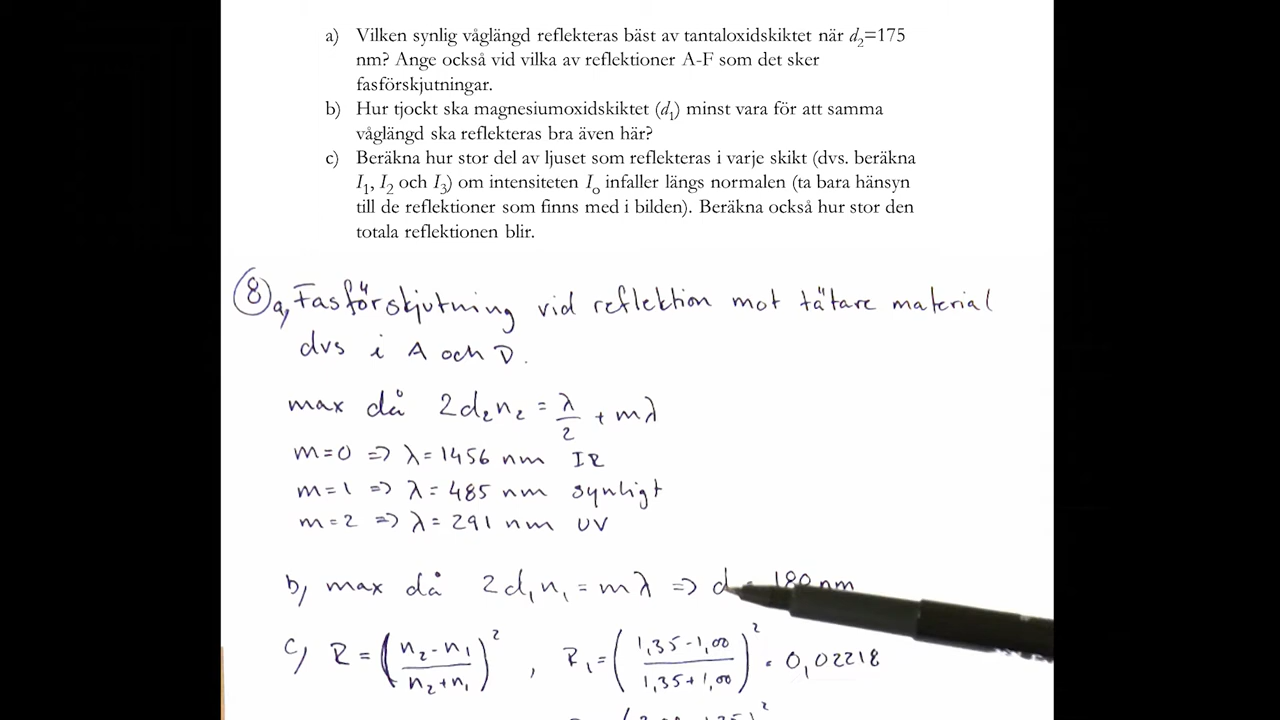 a) Vilken synlig våglängd reflekteras bäst av tantaloxidskiktet när d₂=175
nm? Ange också vid vilka av reflektioner A-F som det sker
fasförskjutningar.
b) Hur tjockt ska magnesiumoxidskiktet (d₁) minst vara för att samma
våglängd ska reflekteras bra även här?
c) Beräkna hur stor del av ljuset som reflekteras i varje skikt (dvs. beräkna
I₁, I₂ och I₃) om intensiteten Iₒ infaller längs normalen (ta bara hänsyn
till de reflektioner som finns med i bilden). Beräkna också hur stor den
totala reflektionen blir.
8 a, Fasförskjutning vid reflektion mot tätare material
dvs i A och D.
max då 2d₂n₂ = λ/2 + mλ
m=0 => λ = 1456 nm IR
m=1 => λ = 485 nm synligt
m=2 => λ = 291 nm UV
b, max då 2d₁n₁ = mλ => d 180 nm
c, R = (n₂-n₁/n₂+n₁)² , R₁ = (1,35-1,00/1,35+1,00)² = 0,02218